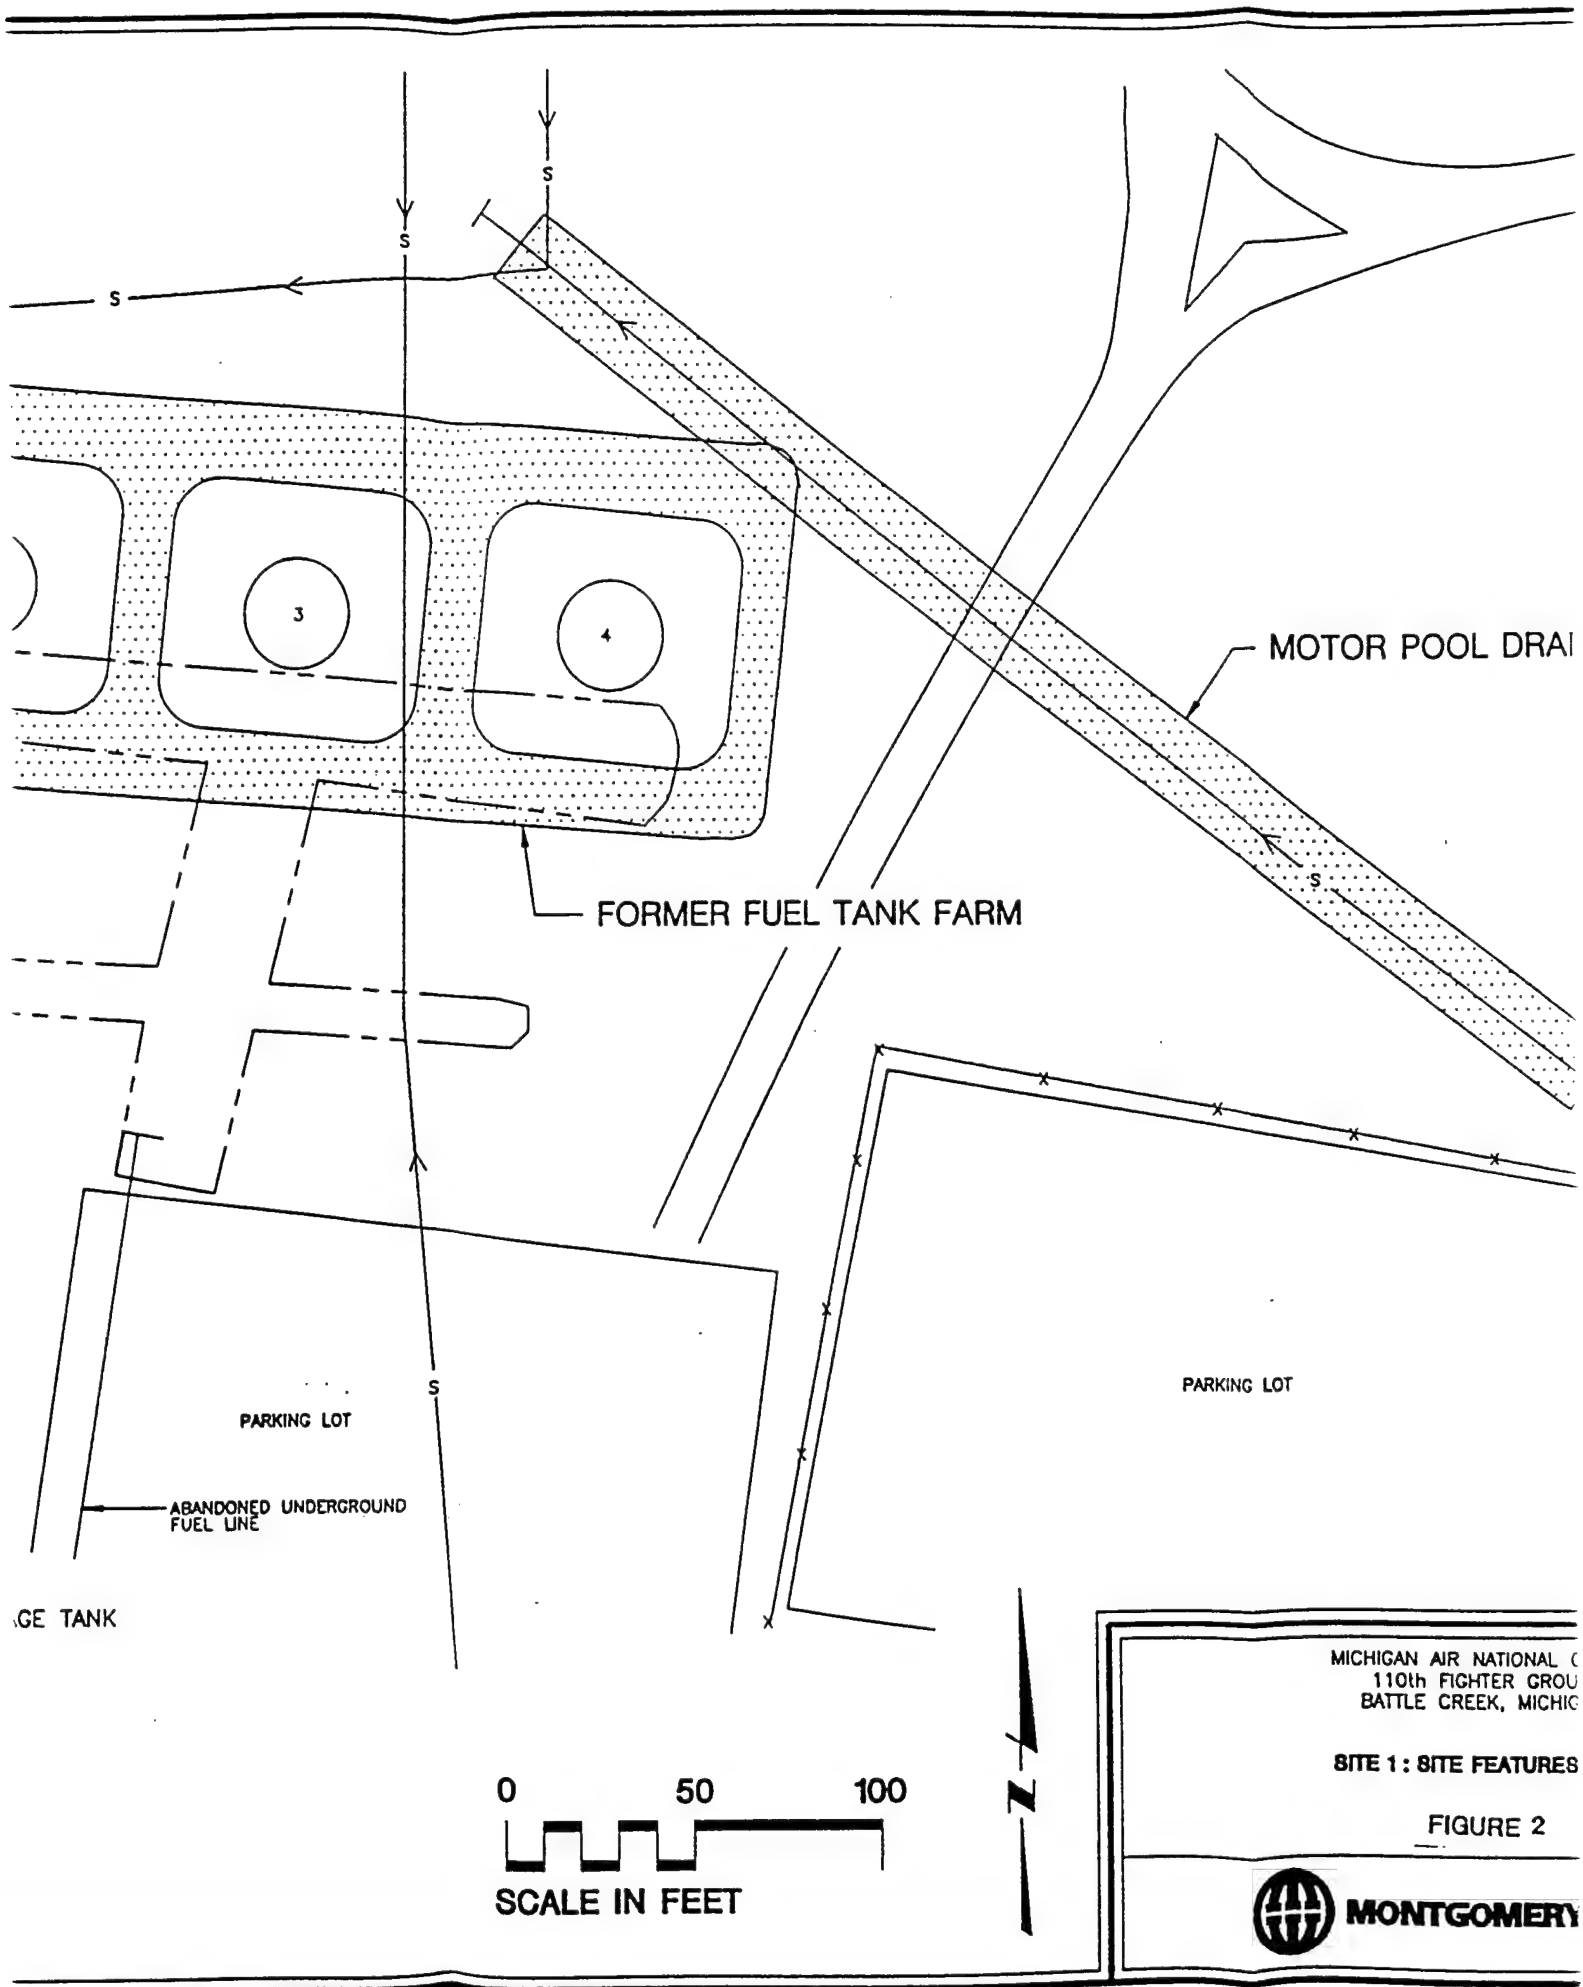 S
S
S
3
4
MOTOR POOL DRAI
S
FORMER FUEL TANK FARM
S
PARKING LOT
PARKING LOT
ABANDONED UNDERGROUND
FUEL LINE
GE TANK
x
x
x
x
x
x
x
x
x
0 50 100
SCALE IN FEET
N
MICHIGAN AIR NATIONAL
110th FIGHTER GROU
BATTLE CREEK, MICHIG
SITE 1: SITE FEATURES
FIGURE 2
MONTGOMERY